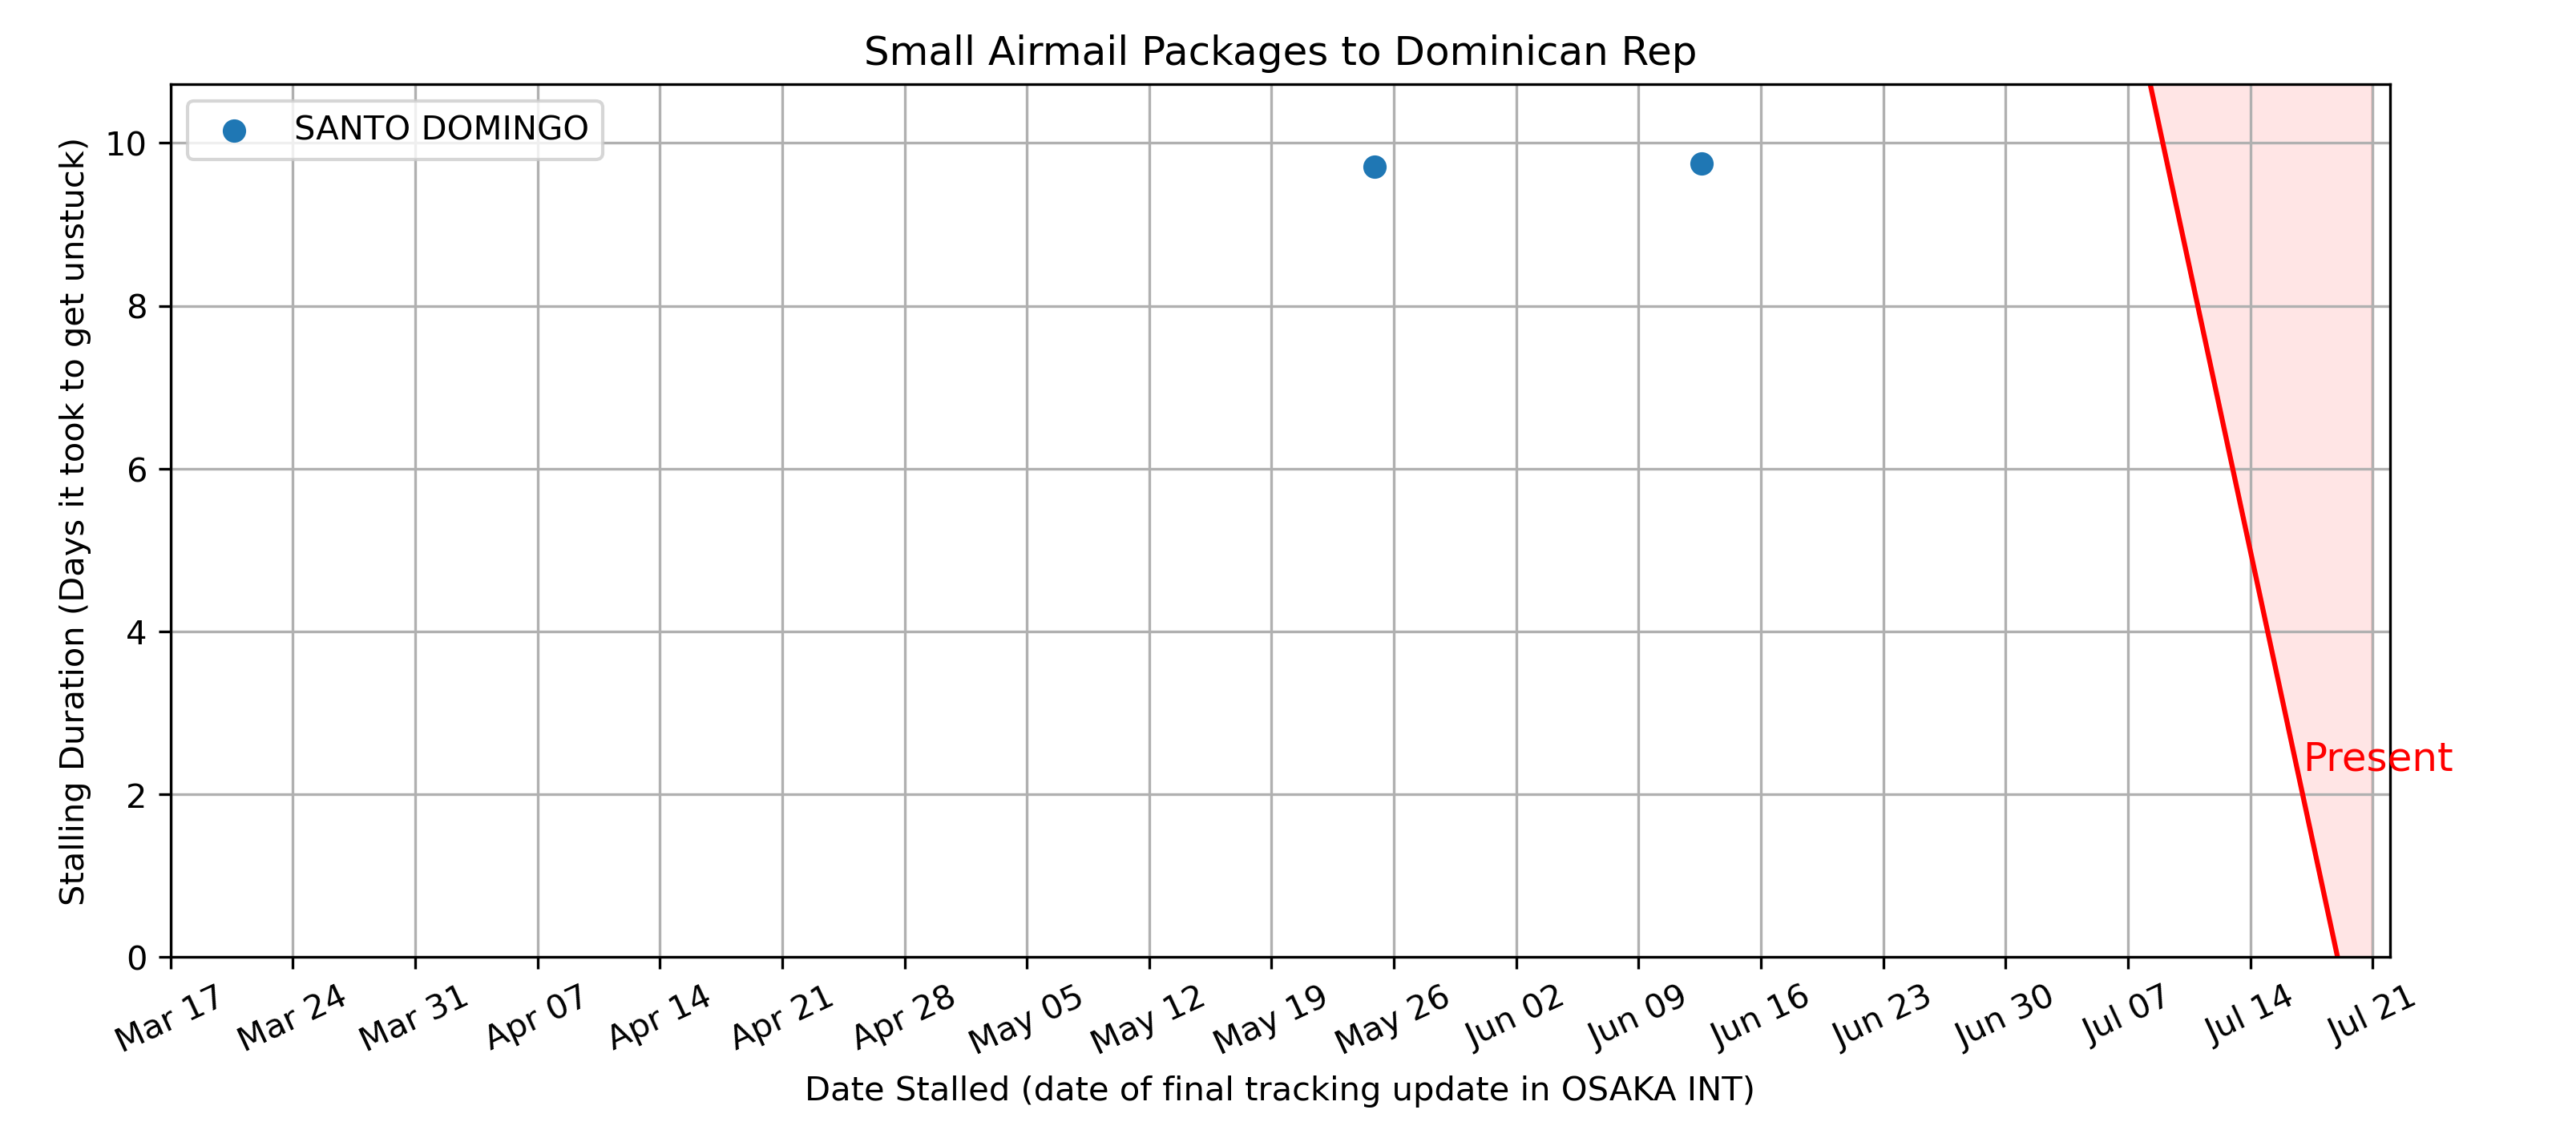 Small Airmail Packages to Dominican Rep
SANTO DOMINGO
Stalling Duration (Days it took to get unstuck)
10
8
6
4
2
0
Present
Mar 17
Mar 24
Mar 31
Apr 07
Apr 14
Apr 21
Apr 28
May 05
May 12
May 19
May 26
Jun 02
Jun 09
Jun 16
Jun 23
Jun 30
Jul 07
Jul 14
Jul 21
Date Stalled (date of final tracking update in OSAKA INT)